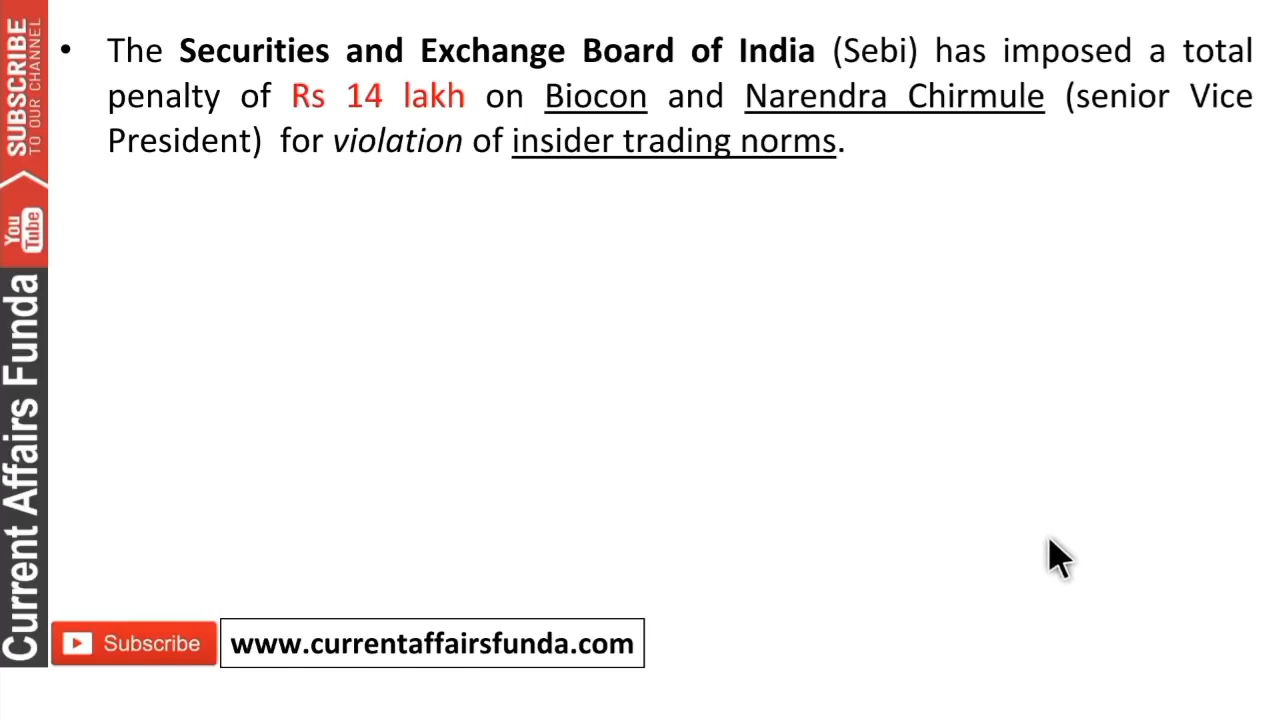 • The Securities and Exchange Board of India (Sebi) has imposed a total
penalty of Rs 14 lakh on Biocon and Narendra Chirmule (senior Vice
President) for violation of insider trading norms.
SUBSCRIBE
TO OUR CHANNEL
You
Tube
Current Affairs Funda
Subscribe
www.currentaffairsfunda.com